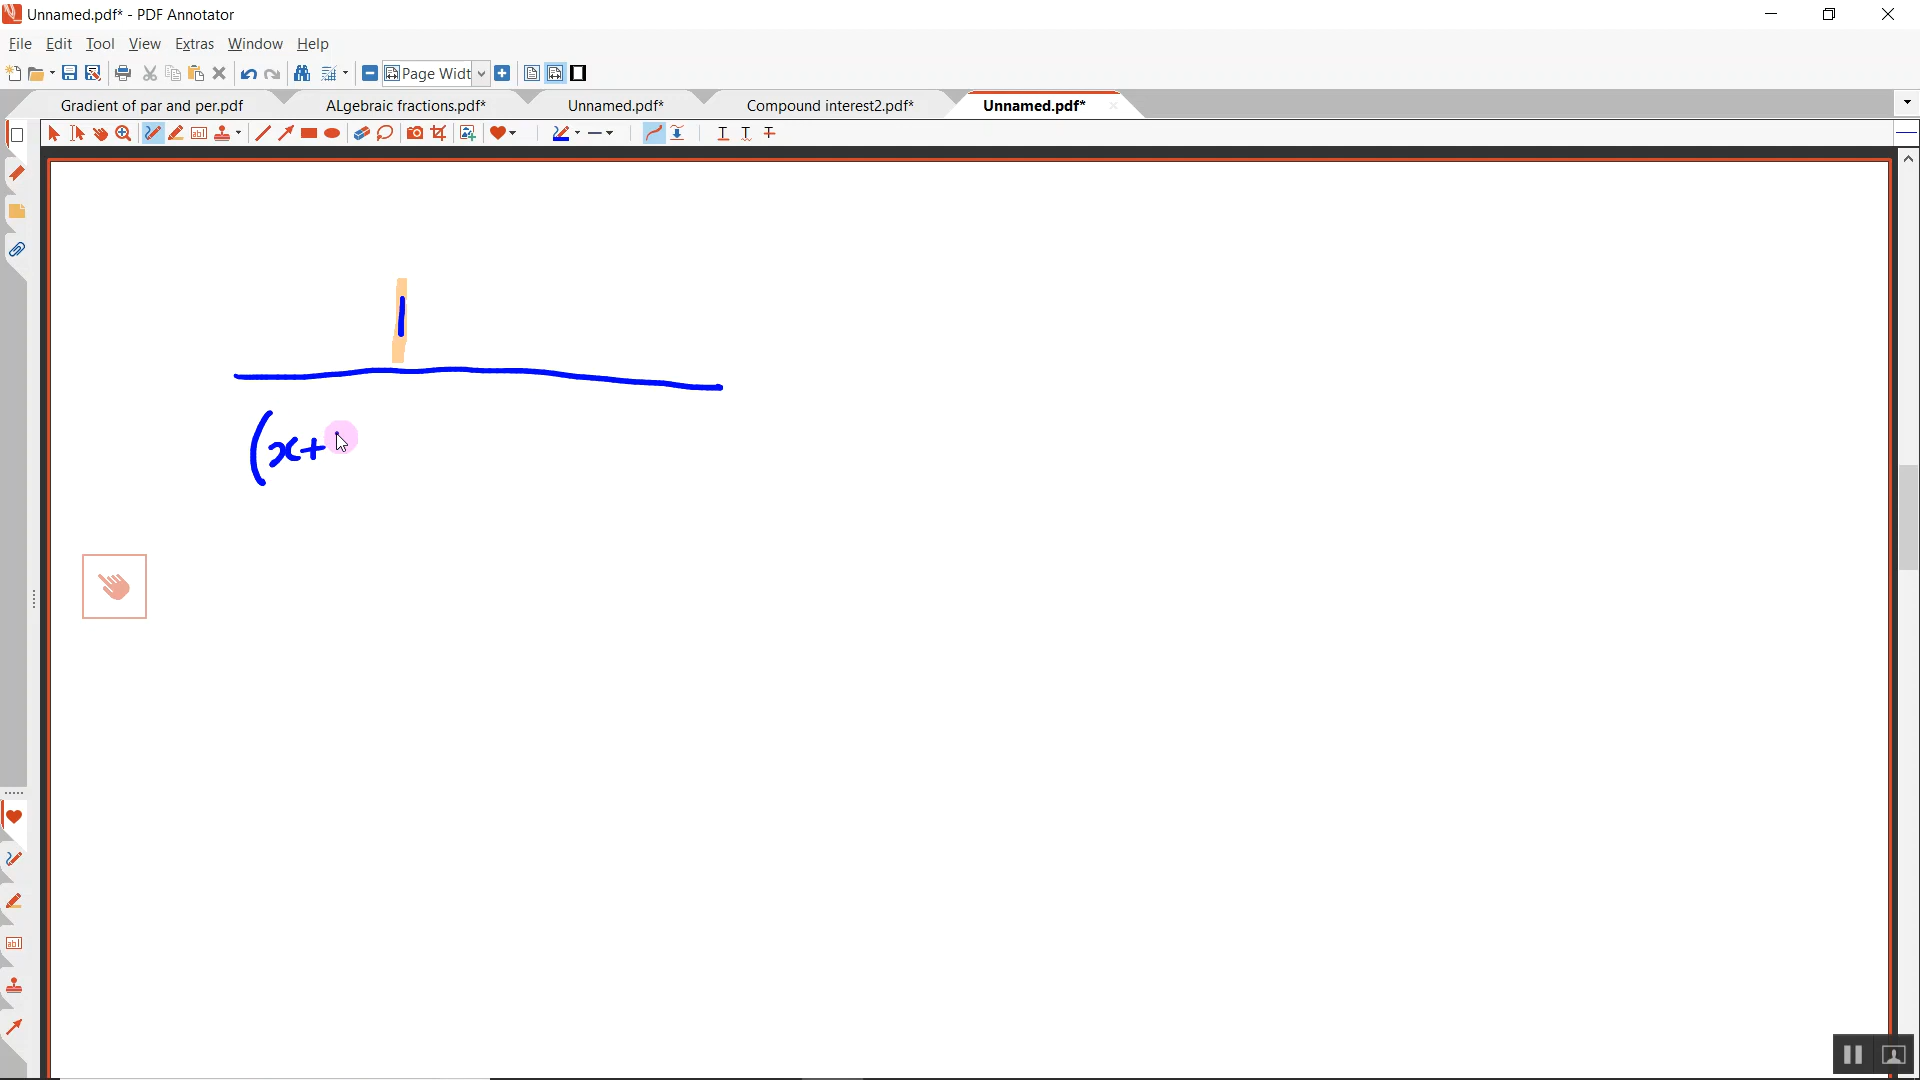 Unnamed.pdf* - PDF Annotator
File Edit Tool View Extras Window Help
Page Widt
Gradient of par and per.pdf ALgebraic fractions.pdf* Unnamed.pdf* Compound interest2.pdf* Unnamed.pdf*
1
(x+